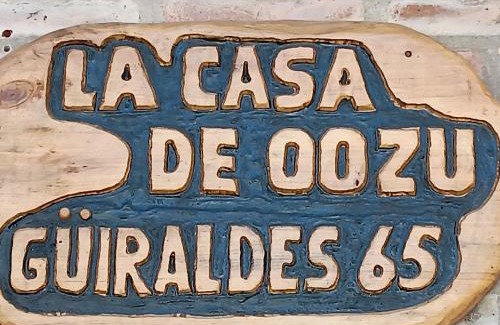 LA CASA
DE OOZU
GÜIRALDES 65